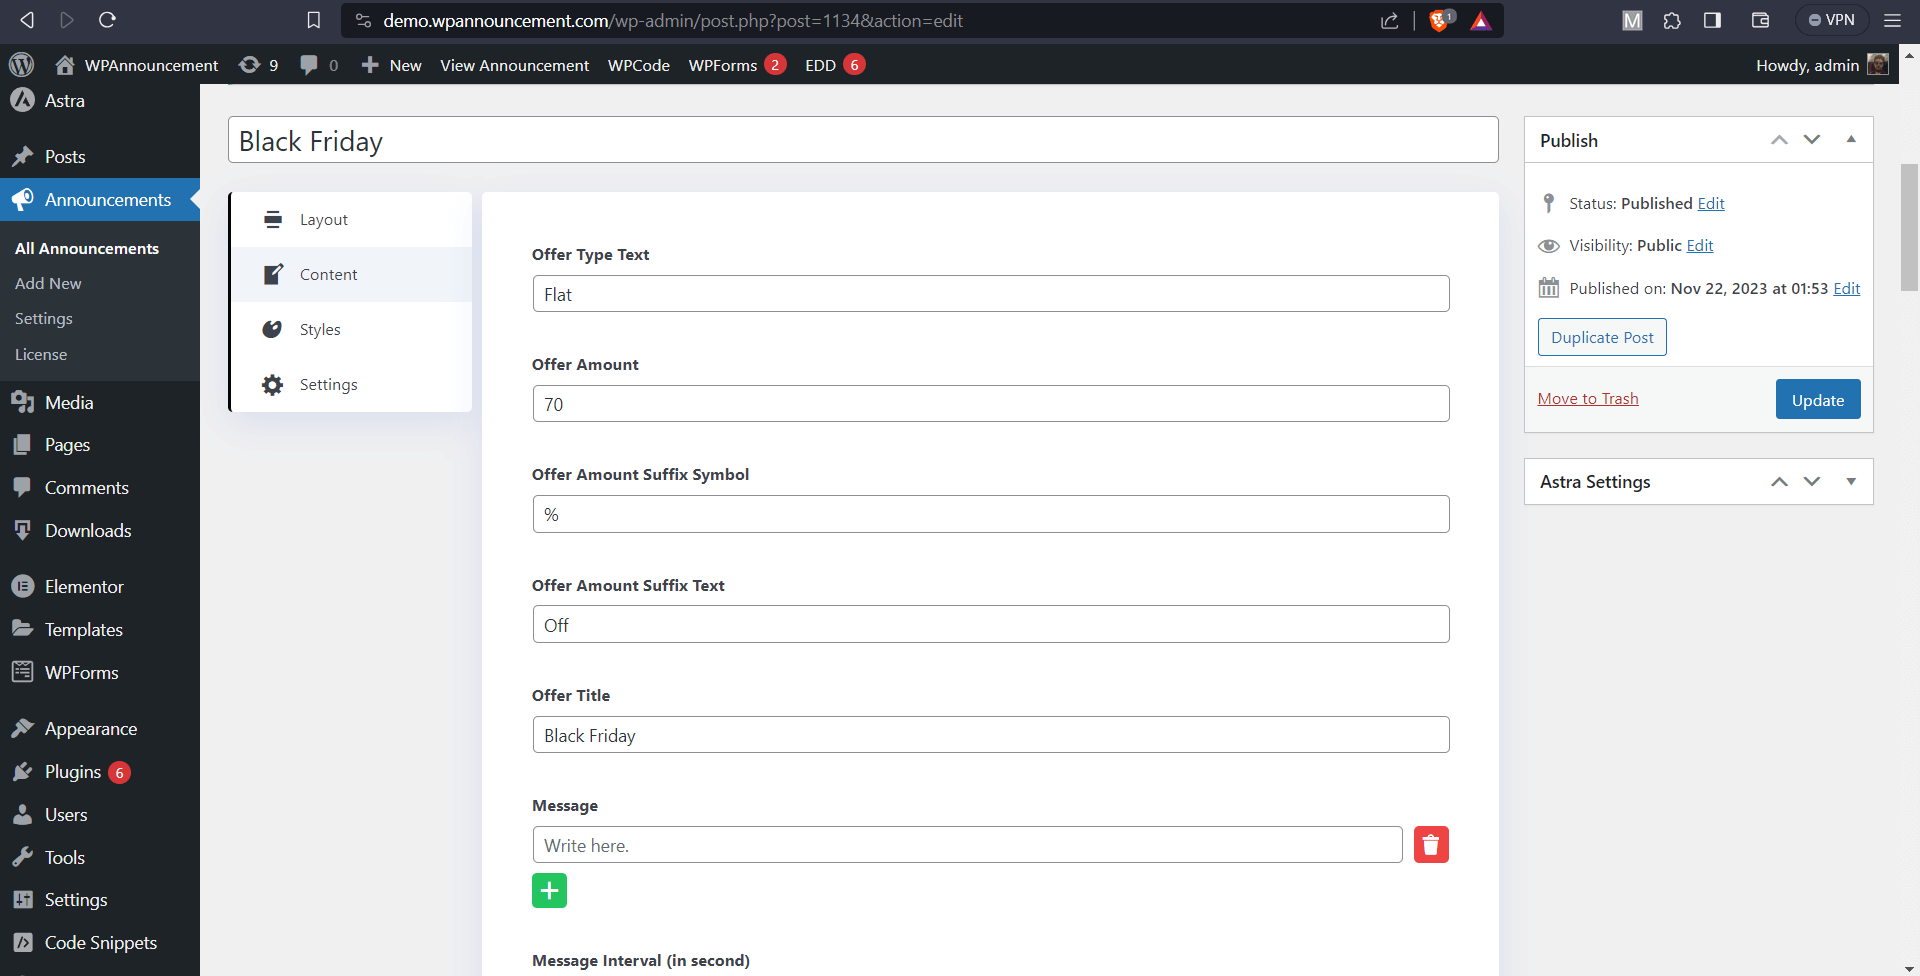 demo.wpannouncement.com/wp-admin/post.php?post=1134&action=edit
1
M
VPN
WPAnnouncement
9
0
New
View Announcement
WPCode
WPForms 2
EDD 6
Howdy, admin
Astra
Posts
Announcements
All Announcements
Add New
Settings
License
Media
Pages
Comments
Downloads
Elementor
Templates
WPForms
Appearance
Plugins 6
Users
Tools
Settings
Code Snippets
Black Friday
Layout
Content
Styles
Settings
Offer Type Text
Flat
Offer Amount
70
Offer Amount Suffix Symbol
%
Offer Amount Suffix Text
Off
Offer Title
Black Friday
Message
Write here.
Message Interval (in second)
Publish
Status: Published Edit
Visibility: Public Edit
Published on: Nov 22, 2023 at 01:53 Edit
Duplicate Post
Move to Trash
Update
Astra Settings